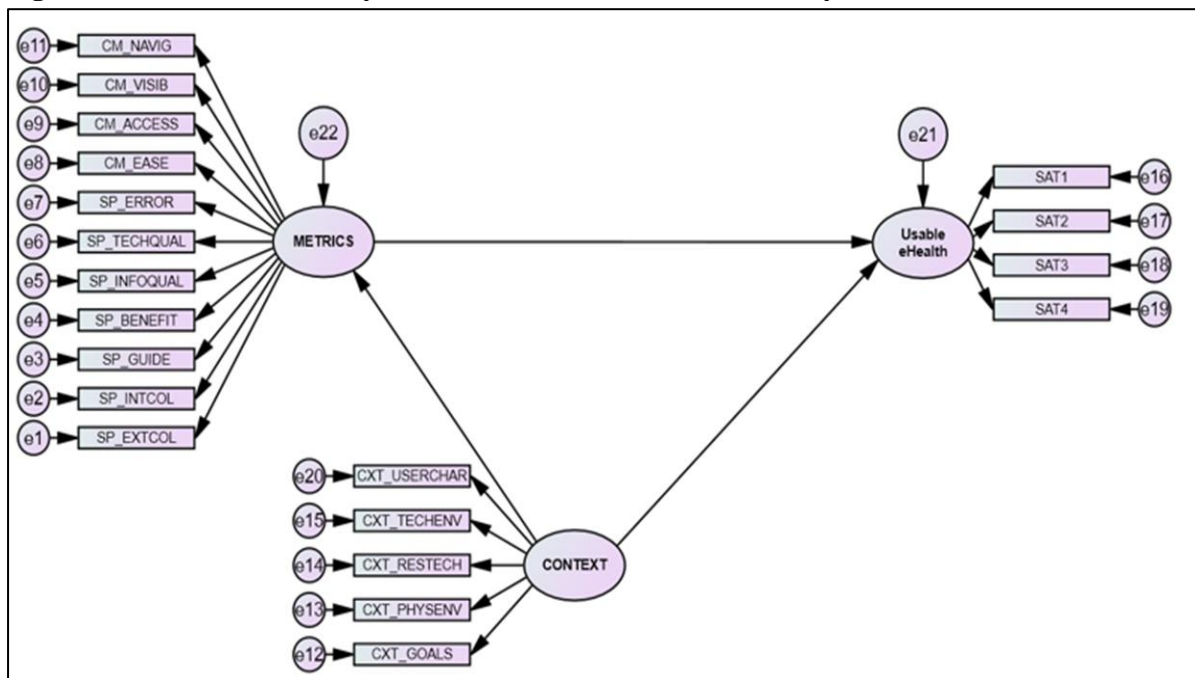 e11 CM_NAVIG
e10 CM_VISIB
e9 CM_ACCESS
e8 CM_EASE
e7 SP_ERROR
e6 SP_TECHQUAL
e5 SP_INFOQUAL
e4 SP_BENEFIT
e3 SP_GUIDE
e2 SP_INTCOL
e1 SP_EXTCOL
e22
METRICS
e21
Usable
eHealth
SAT1 e16
SAT2 e17
SAT3 e18
SAT4 e19
e20 CXT_USERCHAR
e15 CXT_TECHENV
e14 CXT_RESTECH
e13 CXT_PHYSENV
e12 CXT_GOALS
CONTEXT